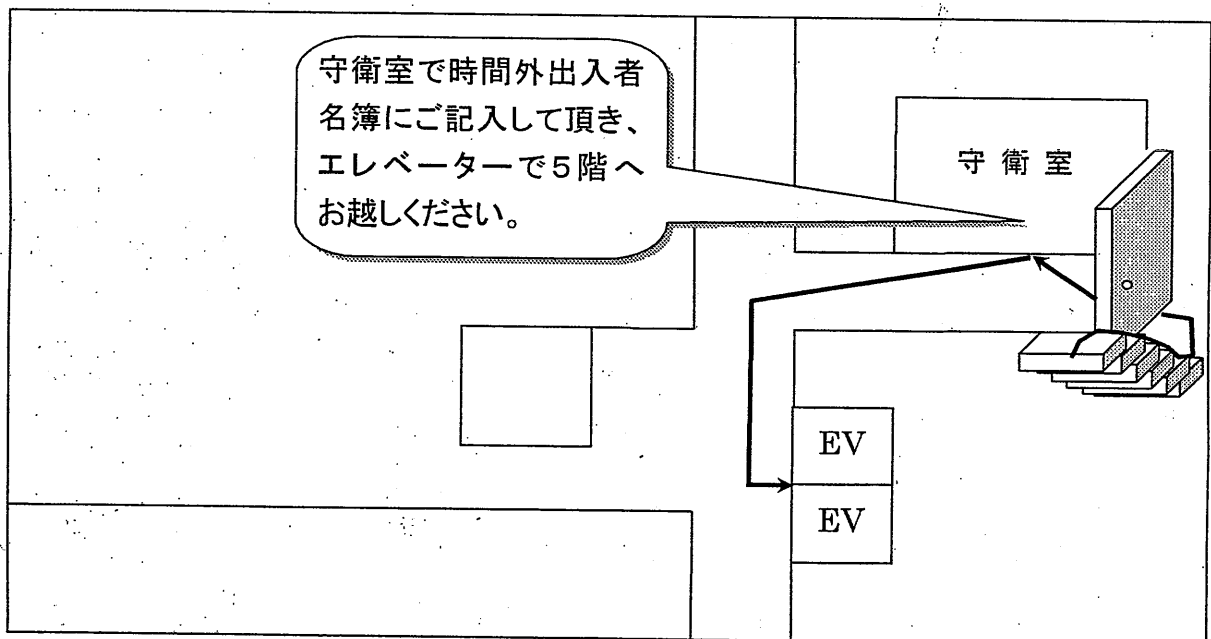 守衛室で時間外出入者
名簿にご記入して頂き、
エレベーターで5階へ
お越しください。
守 衛 室
EV
EV